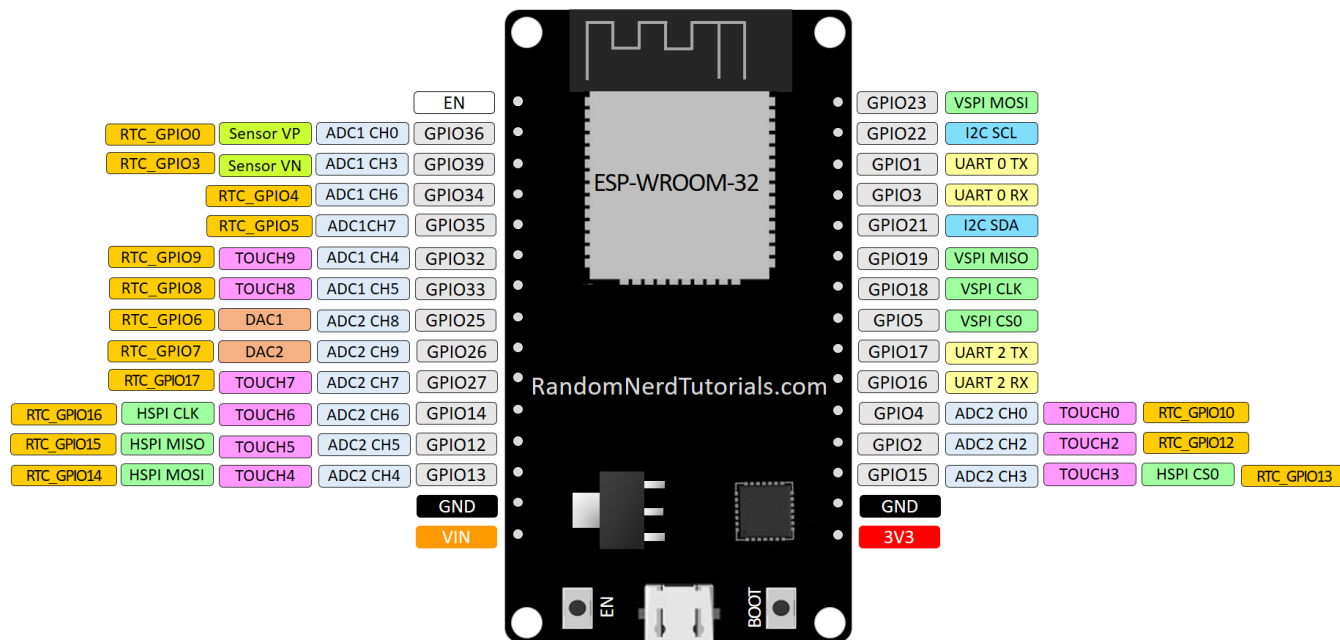 EN GPIO23 VSPI MOSI
RTC_GPIO0 Sensor VP ADC1 CH0 GPIO36 GPIO22 I2C SCL
RTC_GPIO3 Sensor VN ADC1 CH3 GPIO39 GPIO1 UART 0 TX
RTC_GPIO4 ADC1 CH6 GPIO34 ESP-WROOM-32 GPIO3 UART 0 RX
RTC_GPIO5 ADC1CH7 GPIO35 GPIO21 I2C SDA
RTC_GPIO9 TOUCH9 ADC1 CH4 GPIO32 GPIO19 VSPI MISO
RTC_GPIO8 TOUCH8 ADC1 CH5 GPIO33 GPIO18 VSPI CLK
RTC_GPIO6 DAC1 ADC2 CH8 GPIO25 GPIO5 VSPI CS0
RTC_GPIO7 DAC2 ADC2 CH9 GPIO26 GPIO17 UART 2 TX
RTC_GPIO17 TOUCH7 ADC2 CH7 GPIO27 RandomNerdTutorials.com GPIO16 UART 2 RX
RTC_GPIO16 HSPI CLK TOUCH6 ADC2 CH6 GPIO14 GPIO4 ADC2 CH0 TOUCH0 RTC_GPIO10
RTC_GPIO15 HSPI MISO TOUCH5 ADC2 CH5 GPIO12 GPIO2 ADC2 CH2 TOUCH2 RTC_GPIO12
RTC_GPIO14 HSPI MOSI TOUCH4 ADC2 CH4 GPIO13 GPIO15 ADC2 CH3 TOUCH3 HSPI CS0 RTC_GPIO13
GND GND
VIN 3V3
EN BOOT